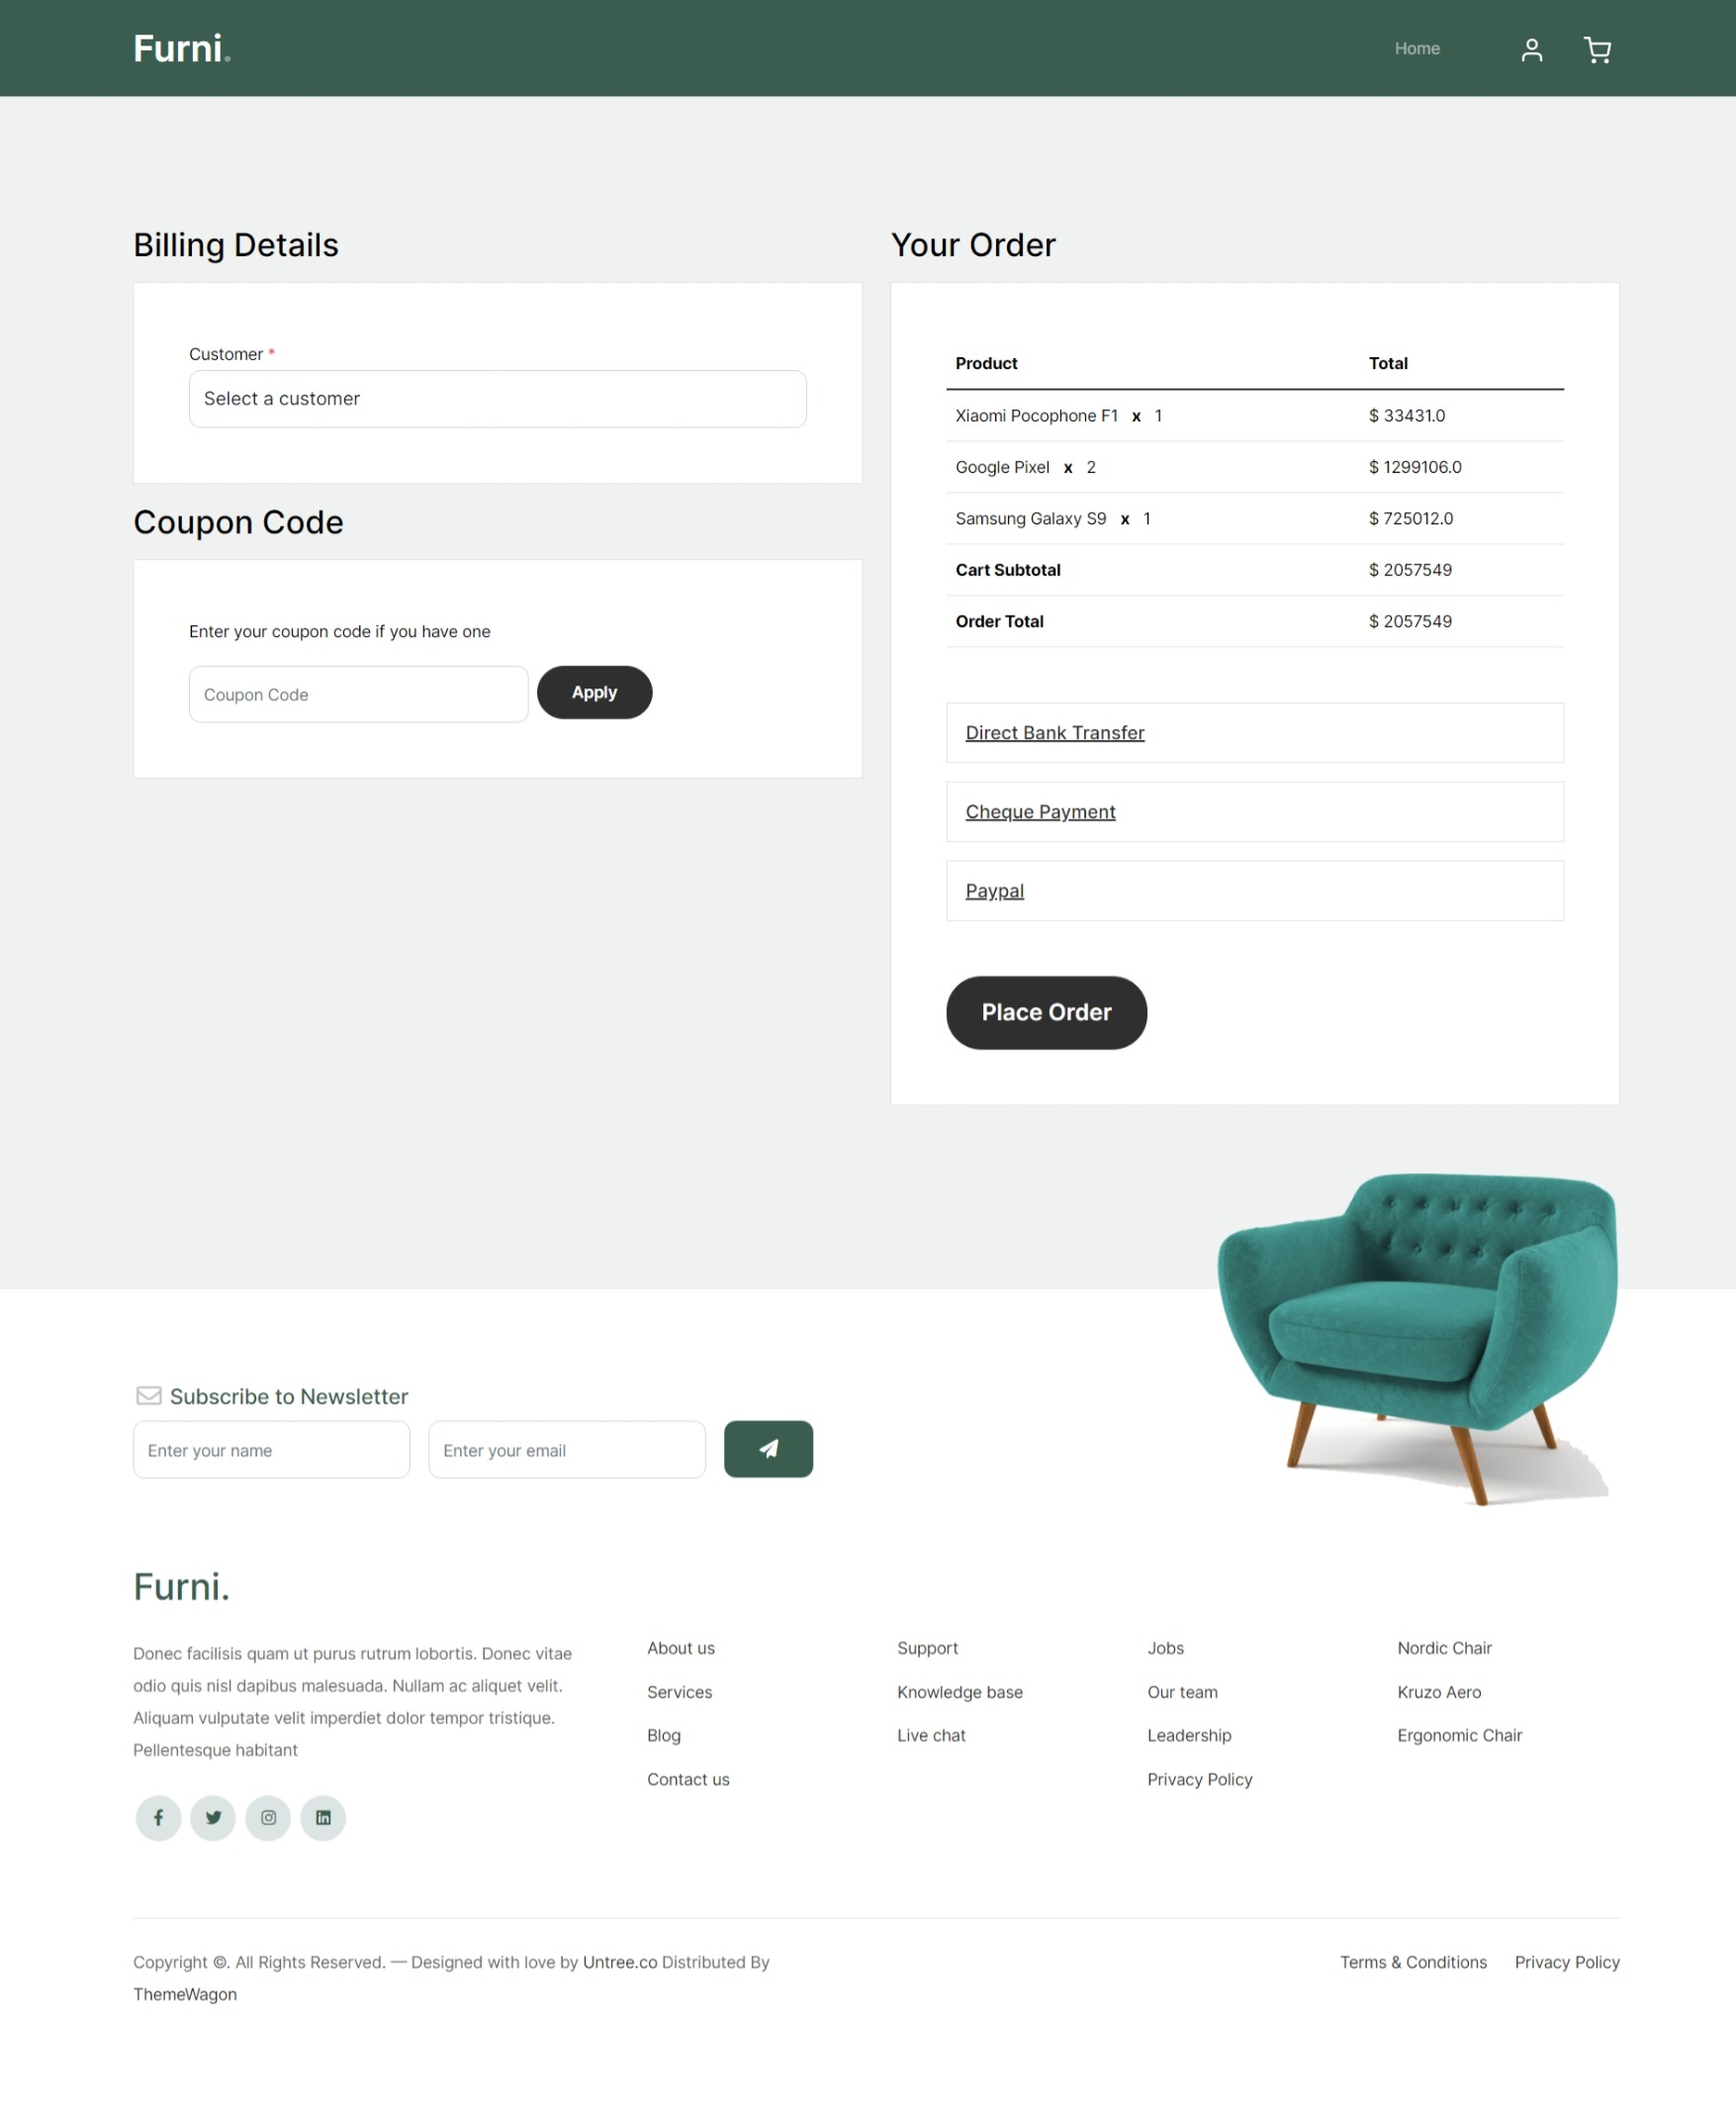 Furni.
Home
Billing Details
Customer *
Select a customer
Coupon Code
Enter your coupon code if you have one
Coupon Code
Apply
Your Order
Product Total
Xiaomi Pocophone F1 x 1 $ 33431.0
Google Pixel x 2 $ 1299106.0
Samsung Galaxy S9 x 1 $ 725012.0
Cart Subtotal $ 2057549
Order Total $ 2057549
Direct Bank Transfer
Cheque Payment
Paypal
Place Order
Subscribe to Newsletter
Enter your name
Enter your email
Furni.
Donec facilisis quam ut purus rutrum lobortis. Donec vitae
odio quis nisl dapibus malesuada. Nullam ac aliquet velit.
Aliquam vulputate velit imperdiet dolor tempor tristique.
Pellentesque habitant
About us
Services
Blog
Contact us
Support
Knowledge base
Live chat
Jobs
Our team
Leadership
Privacy Policy
Nordic Chair
Kruzo Aero
Ergonomic Chair
Copyright ©. All Rights Reserved. — Designed with love by Untree.co Distributed By
ThemeWagon
Terms & Conditions
Privacy Policy